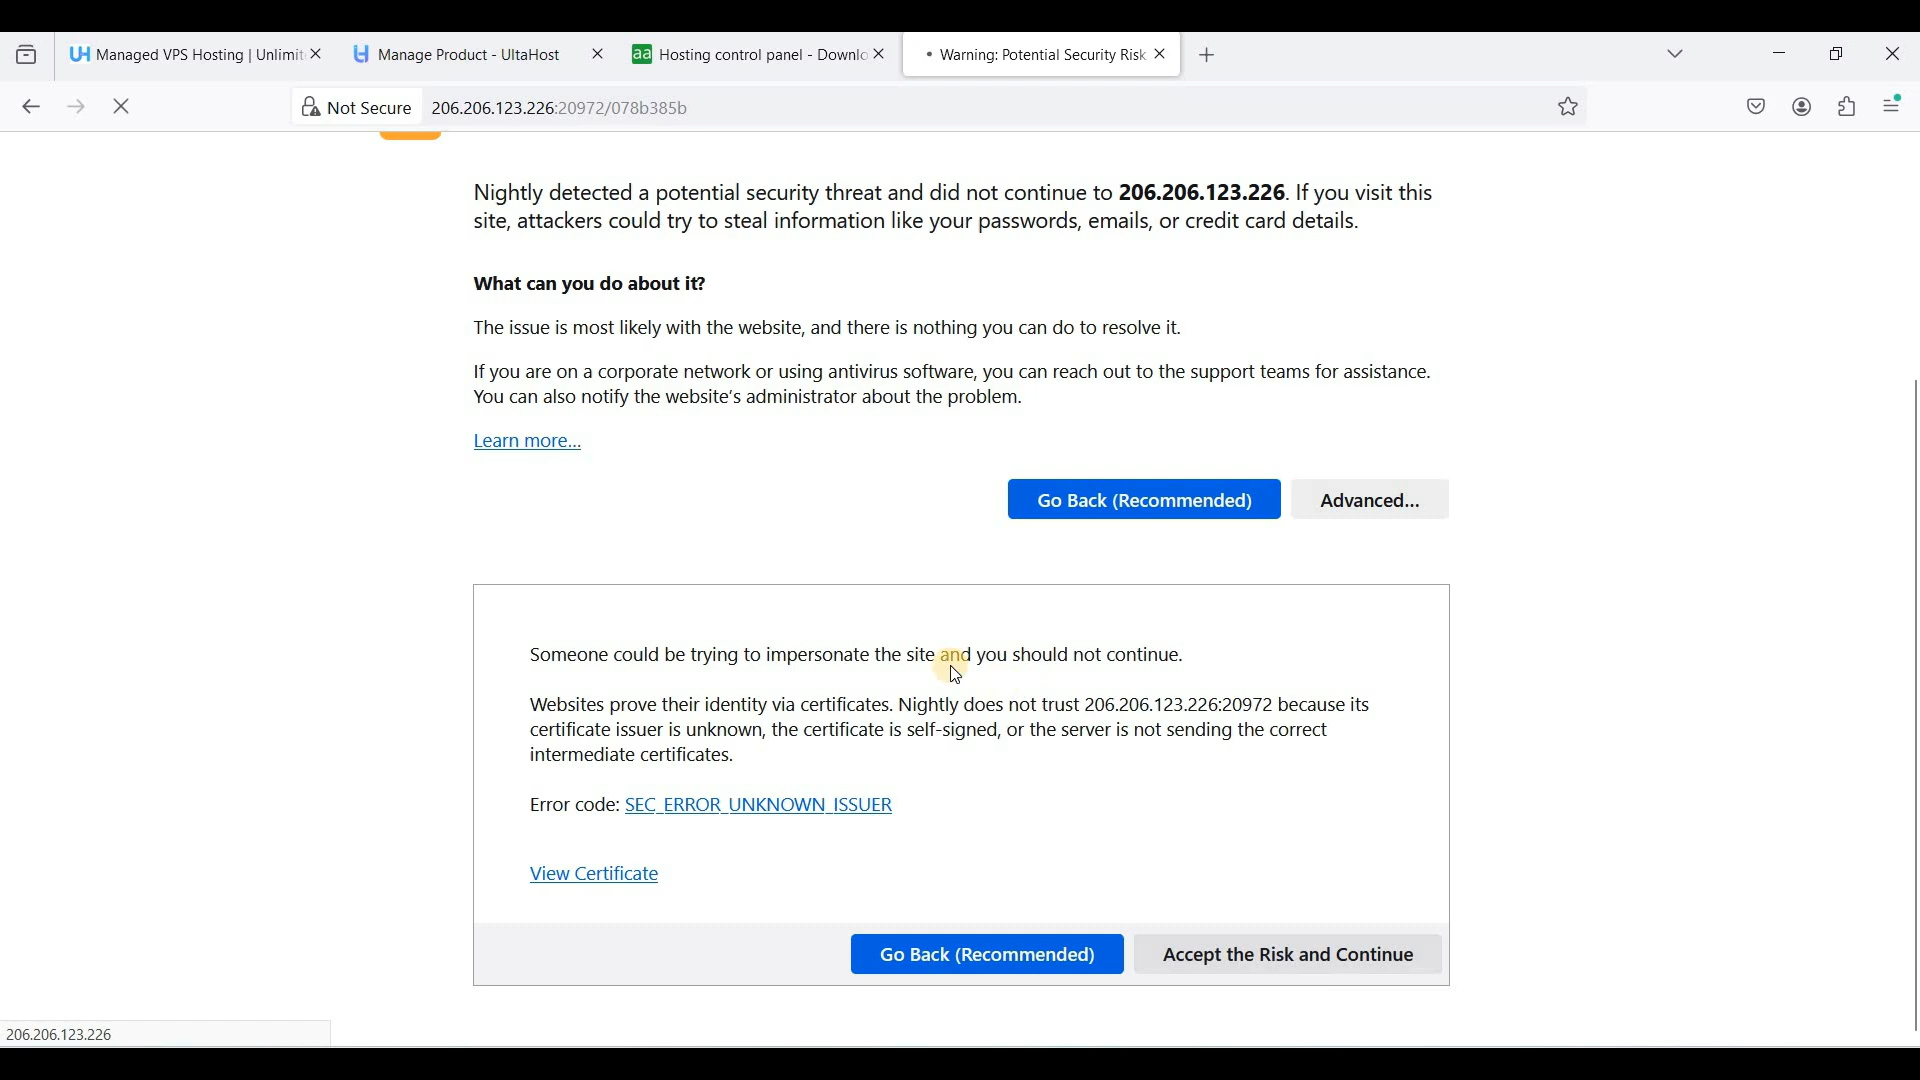 Managed VPS Hosting | Unlimit
Manage Product - UltaHost
aa Hosting control panel - Downlo
Warning: Potential Security Risk
Not Secure 206.206.123.226:20972/078b385b
Nightly detected a potential security threat and did not continue to 206.206.123.226. If you visit this
site, attackers could try to steal information like your passwords, emails, or credit card details.
What can you do about it?
The issue is most likely with the website, and there is nothing you can do to resolve it.
If you are on a corporate network or using antivirus software, you can reach out to the support teams for assistance.
You can also notify the website's administrator about the problem.
Learn more...
Go Back (Recommended)
Advanced...
Someone could be trying to impersonate the site and you should not continue.
Websites prove their identity via certificates. Nightly does not trust 206.206.123.226:20972 because its
certificate issuer is unknown, the certificate is self-signed, or the server is not sending the correct
intermediate certificates.
Error code: SEC_ERROR_UNKNOWN_ISSUER
View Certificate
Go Back (Recommended)
Accept the Risk and Continue
206.206.123.226